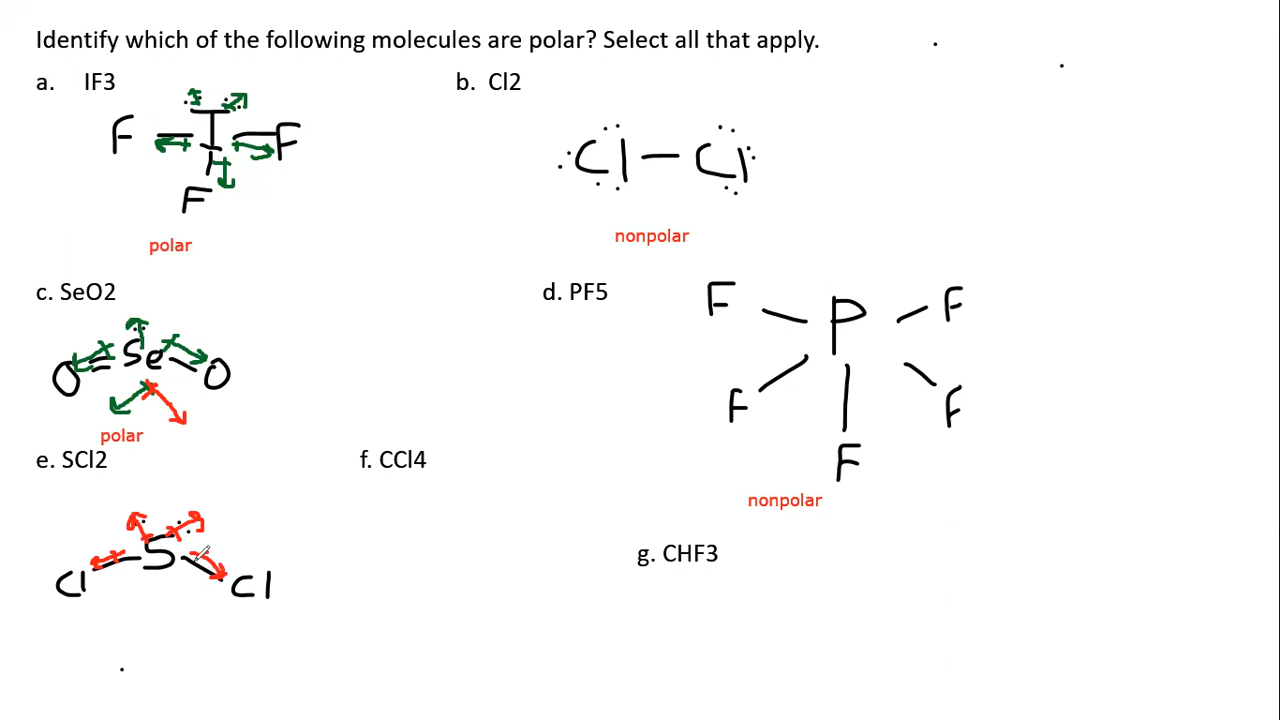 Identify which of the following molecules are polar? Select all that apply.
a. IF3
b. Cl2
F I F
F
Cl Cl
polar
nonpolar
c. SeO2
d. PF5
F P F
O Se O
F F
F
polar
nonpolar
e. SCl2
f. CCl4
Cl S Cl
g. CHF3